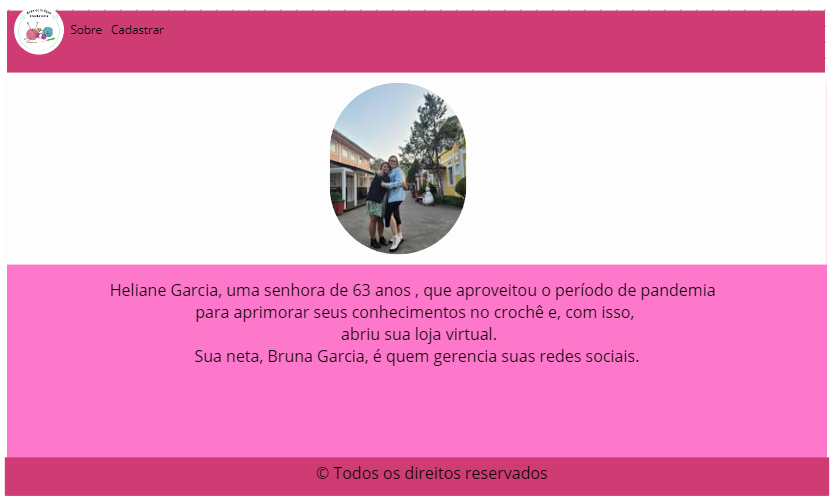 Sobre Cadastrar
Heliane Garcia, uma senhora de 63 anos , que aproveitou o período de pandemia
para aprimorar seus conhecimentos no crochê e, com isso,
abriu sua loja virtual.
Sua neta, Bruna Garcia, é quem gerencia suas redes sociais.
© Todos os direitos reservados